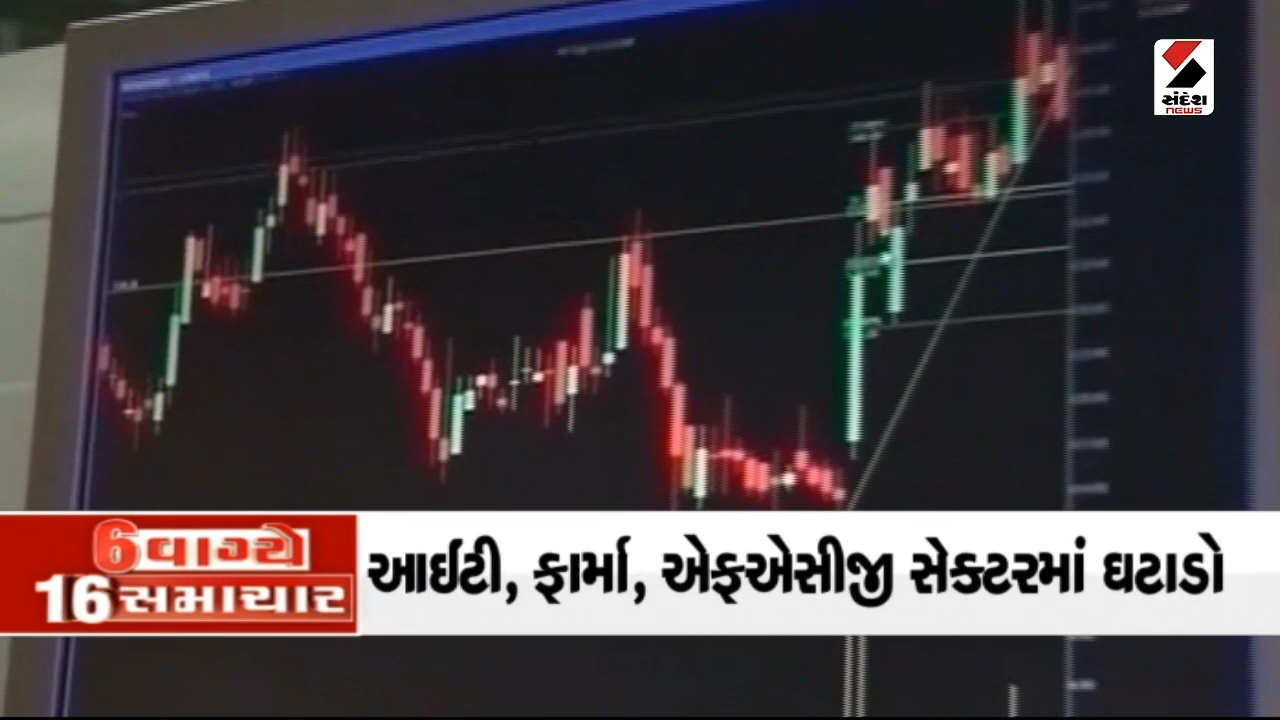 સંદેશ
NEWS
6 વાગ્યે
16 સમાચાર
આઈટી, ફાર્મા, એફએસીજી સેક્ટરમાં ઘટાડો